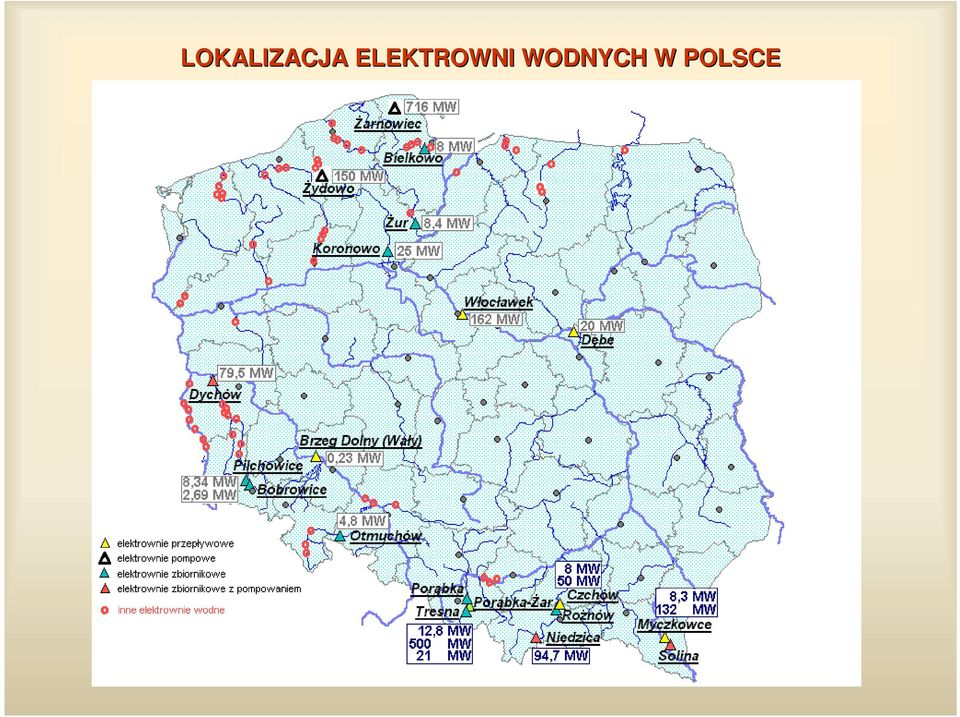 LOKALIZACJA ELEKTROWNI WODNYCH W POLSCE
716 MW
Żarnowiec
8 MW
Bielkowo
150 MW
Żydowo
Żur
8,4 MW
Koronowo
25 MW
Włocławek
162 MW
20 MW
Dębe
79,5 MW
Dychów
Brzeg Dolny (Wały)
0,23 MW
Pilchowice
8,34 MW
2,69 MW
Bobrowice
4,8 MW
Otmuchów
elektrownie przepływowe
elektrownie pompowe
elektrownie zbiornikowe
elektrownie zbiornikowe z pompowaniem
inne elektrownie wodne
8 MW
50 MW
Porąbka
Czchów
8,3 MW
132 MW
Tresna
Porąbka-Żar
Rożnów
Myczkowce
12,8 MW
500 MW
21 MW
Niedzica
94,7 MW
Solina